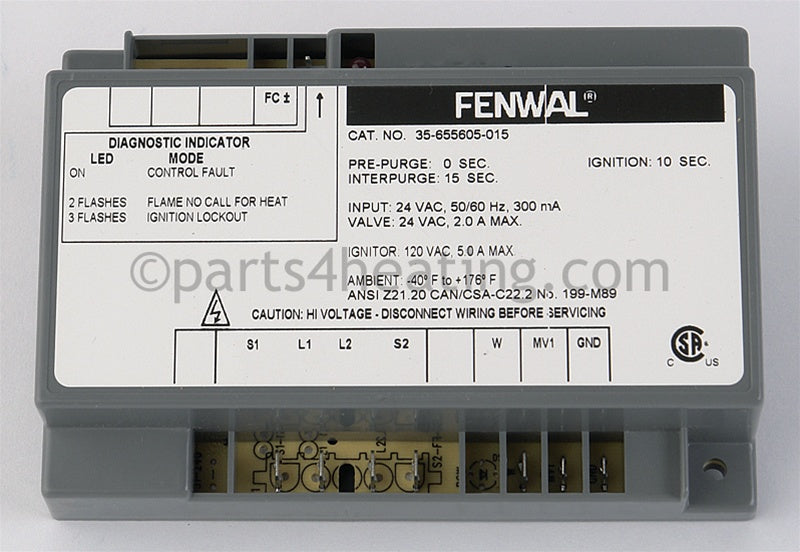 FC ±
FENWAL®
CAT. NO. 35-655605-015
DIAGNOSTIC INDICATOR
LED MODE
ON CONTROL FAULT
2 FLASHES FLAME NO CALL FOR HEAT
3 FLASHES IGNITION LOCKOUT
PRE-PURGE: 0 SEC. IGNITION: 10 SEC.
INTERPURGE: 15 SEC.
INPUT: 24 VAC, 50/60 Hz, 300 mA
VALVE: 24 VAC, 2.0 A MAX.
IGNITOR: 120 VAC, 5.0 A MAX.
©parts4heating.com
AMBIENT: -40° F to +176° F
ANSI Z21.20 CAN/CSA-C22.2 No. 199-M89
CAUTION: HI VOLTAGE - DISCONNECT WIRING BEFORE SERVICING
S1 L1 L2 S2 W MV1 GND
C SA US